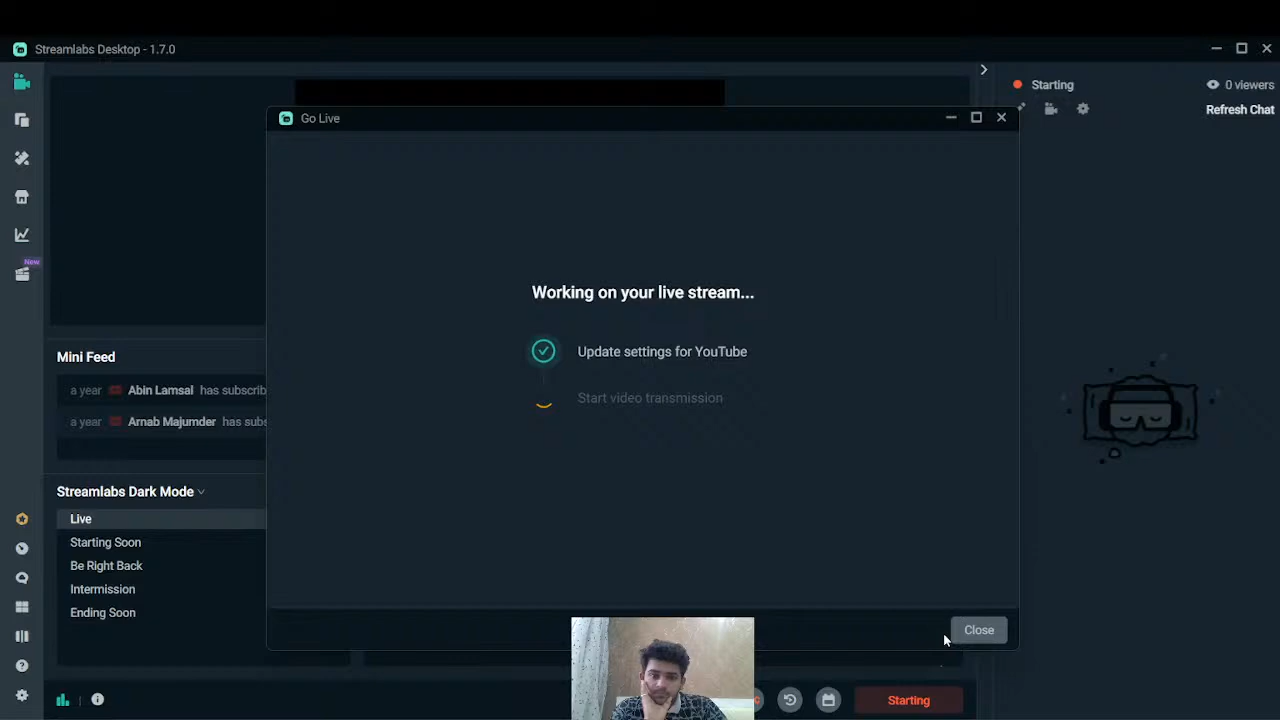 Streamlabs Desktop - 1.7.0
Go Live
Starting
0 viewers
Refresh Chat
New
Working on your live stream...
Update settings for YouTube
Start video transmission
Mini Feed
a year Abin Lamsal has subscrib
a year Arnab Majumder has subs
Streamlabs Dark Mode
Live
Starting Soon
Be Right Back
Intermission
Ending Soon
Close
Starting